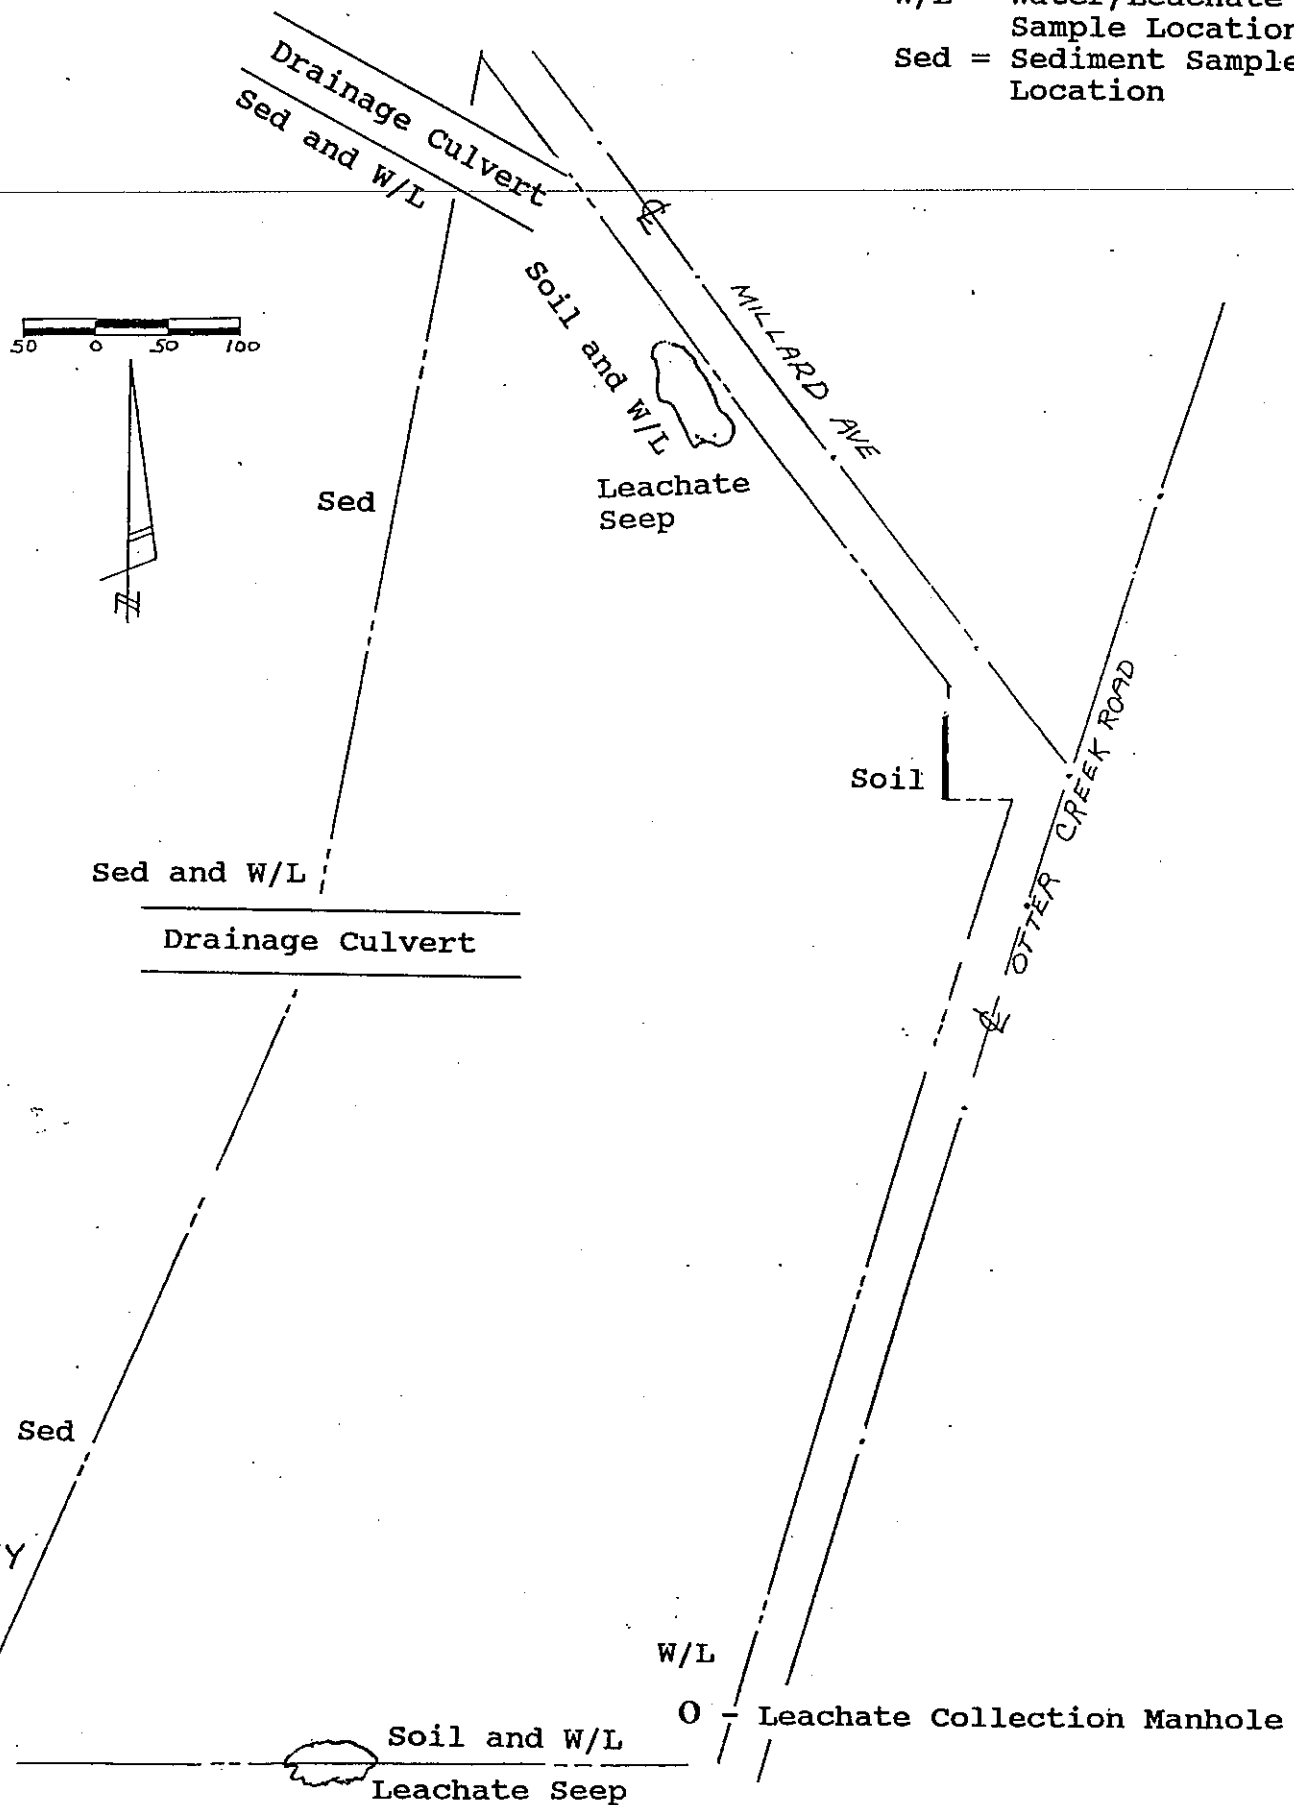 Sample Location
Sed = Sediment Sample
Location
Drainage Culvert
Sed and W/L
50 0 50 100
N
Soil and W/L
MILLARD AVE
Leachate
Seep
Sed
Soil
OTTER CREEK ROAD
Sed and W/L
Drainage Culvert
Sed
Y
W/L
O - Leachate Collection Manhole
Soil and W/L
Leachate Seep